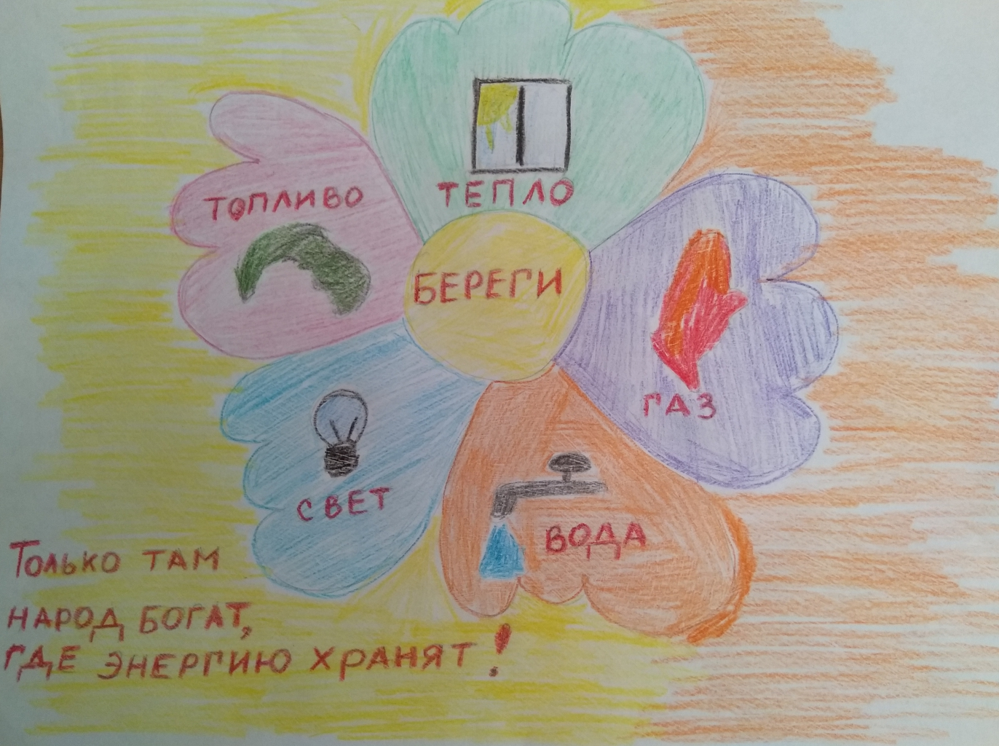 ТЕПЛО
ТОПЛИВО
БЕРЕГИ
ГАЗ
СВЕТ
ВОДА
Только там
народ богат,
где энергию хранят!